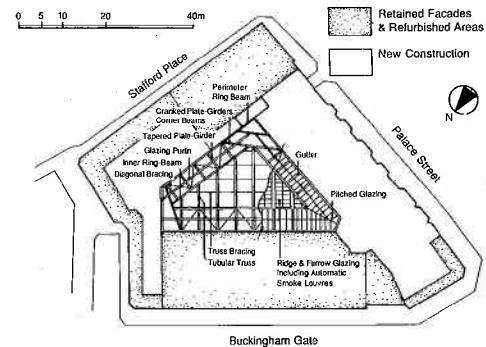 0 5 10 20 40m
Retained Facades
& Refurbished Areas
New Construction
N
Stafford Place
Palace Street
Perimeter
Ring Beam
Cranked Plate-Girders
Corner Beams
Tapered Plate-Girder
Glazing Purlin
Inner Ring-Beam
Diagonal Bracing
Gutter
Pitched Glazing
Truss Bracing
Tubular Truss
Ridge & Furrow Glazing
Including Automatic
Smoke Louvres
Buckingham Gate